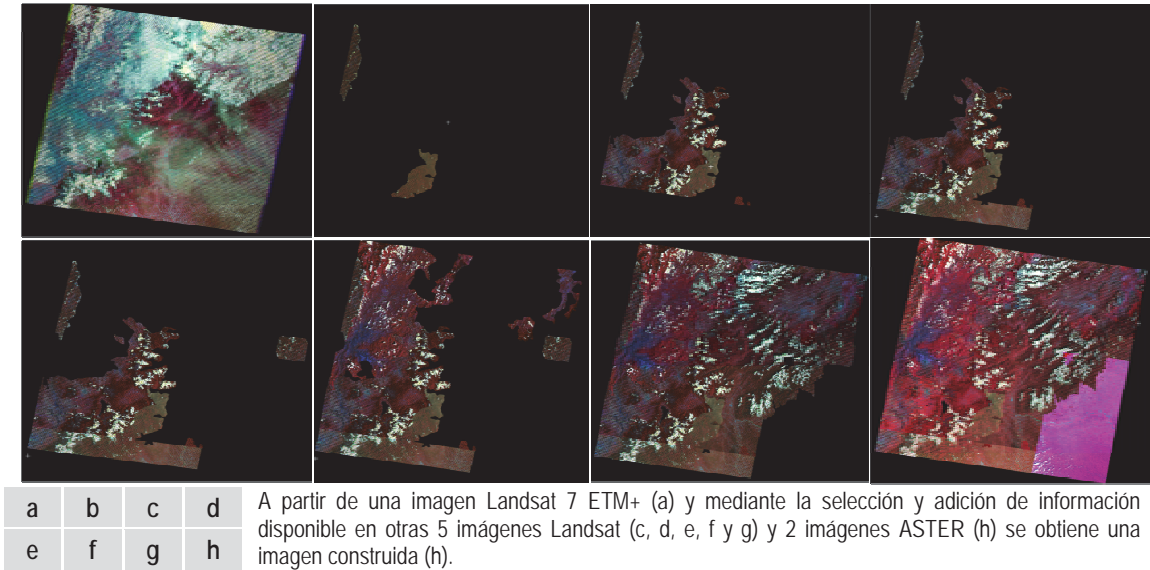 a b c d
e f g h
A partir de una imagen Landsat 7 ETM+ (a) y mediante la selección y adición de información
disponible en otras 5 imágenes Landsat (c, d, e, f y g) y 2 imágenes ASTER (h) se obtiene una
imagen construida (h).